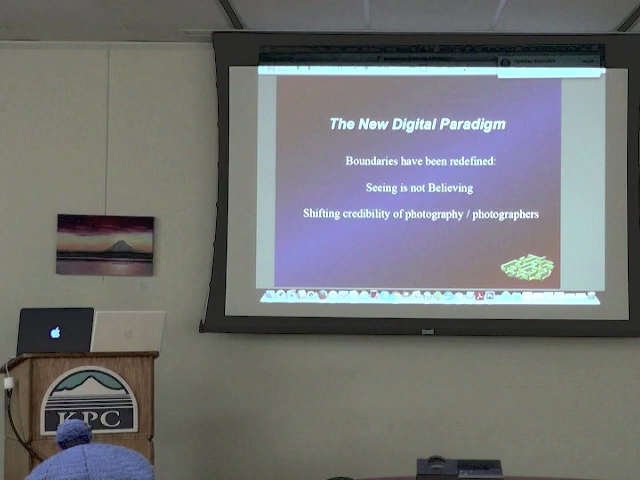 The New Digital Paradigm
Boundaries have been redefined:
Seeing is not Believing
Shifting credibility of photography / photographers
KPC